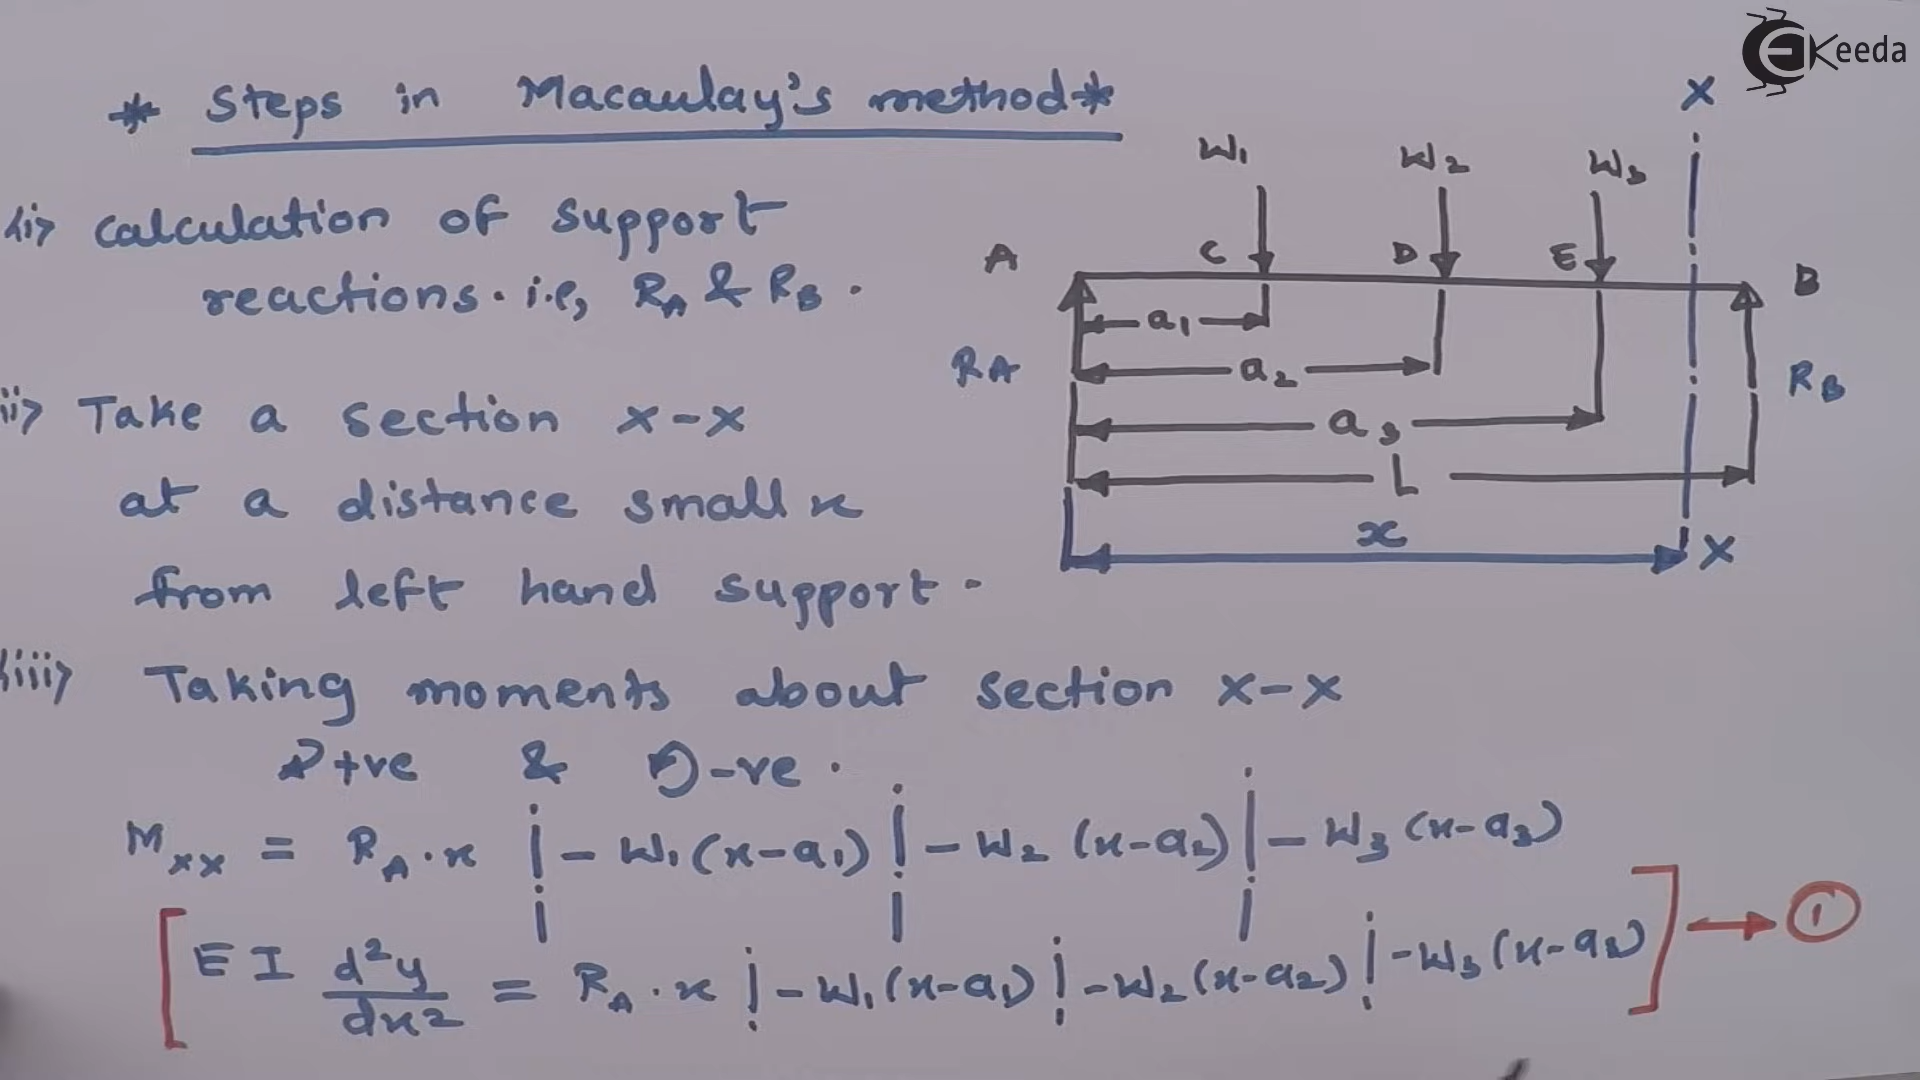 * Steps in Macaulay's method *
(i) Calculation of support
reactions. i.e, RA & RB.
ii) Take a section x-x
at a distance small x
from left hand support.
(iii) Taking moments about section x-x
↻+ve & ↺-ve.
Mxx = RA.x ¦ - W1(x-a1) ¦ - W2 (x-a2) ¦ - W3 (x-a3)
[EI d²y/dx² = RA.x ¦ - W1(x-a1) ¦ - W2(x-a2) ¦ - W3(x-a3)] → ①
EKeeda
X
W1 W2 W3
A C D E B
a1
RA a2 RB
a3
L
x X